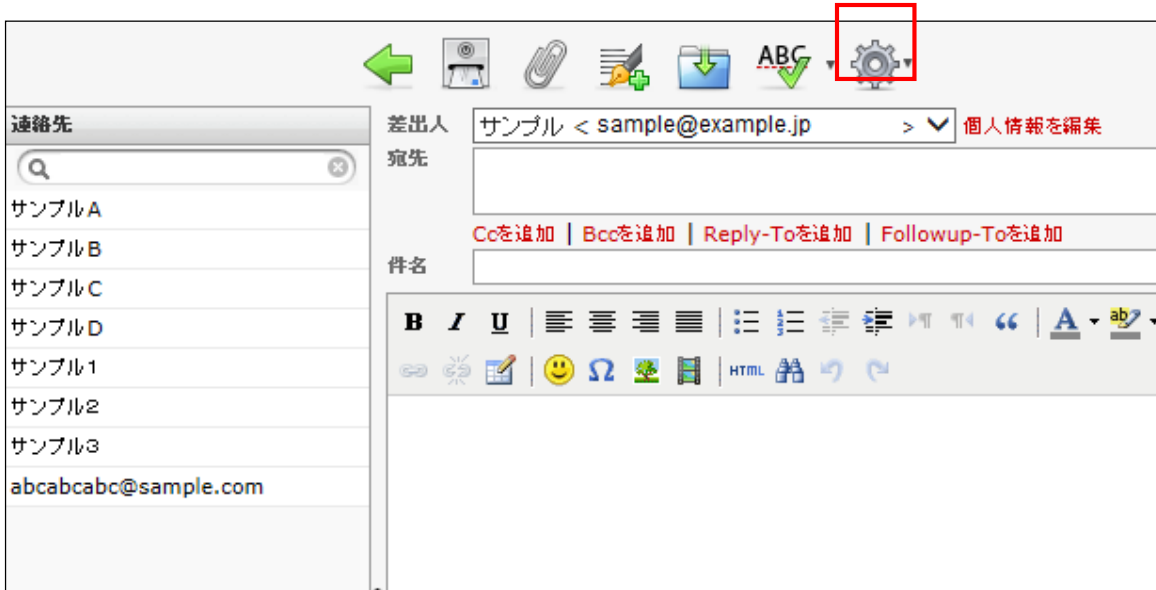 ABC
連絡先
差出人 サンプル < sample@example.jp > 個人情報を編集
宛先
サンプルA
サンプルB
Ccを追加 | Bccを追加 | Reply-Toを追加 | Followup-Toを追加
件名
サンプルC
サンプルD
B I U A ab
サンプル1
Ω HTML
サンプル2
サンプル3
abcabcabc@sample.com